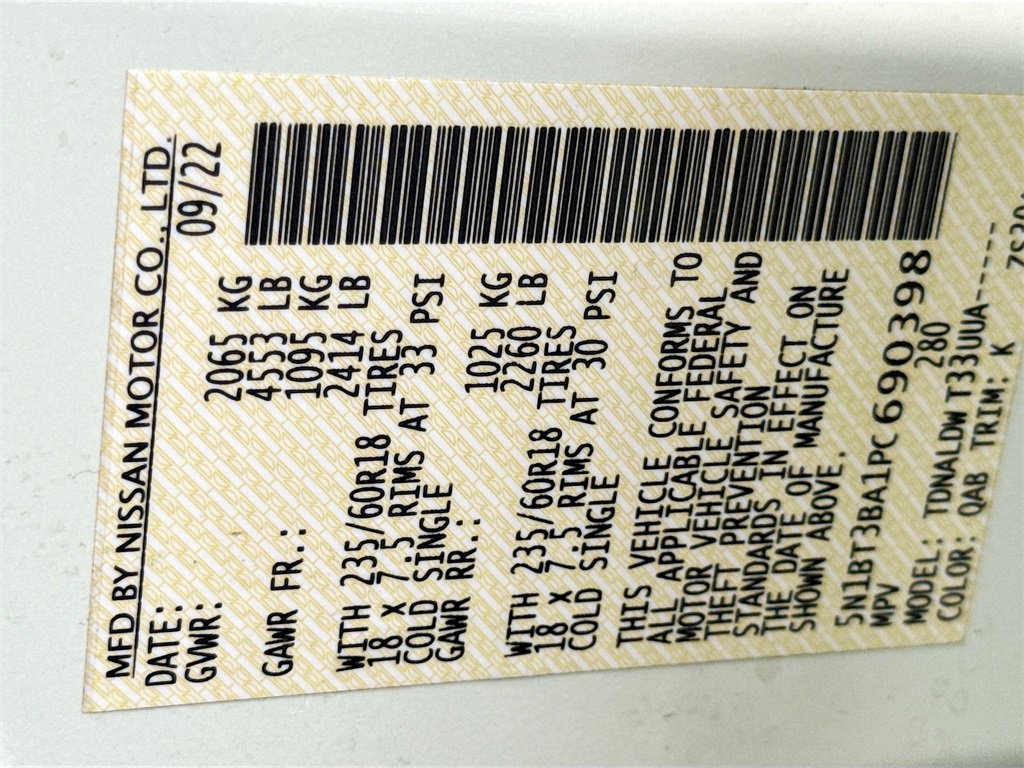 MFD BY NISSAN MOTOR CO., LTD.
DATE: 09/22
GVWR: 2065 KG
4553 LB
GAWR FR.: 1095 KG
2414 LB
WITH 235/60R18 TIRES
18 x 7.5 RIMS AT 33 PSI
COLD SINGLE
GAWR RR.: 1025 KG
2260 LB
WITH 235/60R18 TIRES
18 x 7.5 RIMS AT 30 PSI
COLD SINGLE
THIS VEHICLE CONFORMS TO
ALL APPLICABLE FEDERAL
MOTOR VEHICLE SAFETY AND
THEFT PREVENTION
STANDARDS IN EFFECT ON
THE DATE OF MANUFACTURE
SHOWN ABOVE.
5N1BT3BA1PC690398
MPV 280
MODEL: TDNALDW T33UUA-----
COLOR: QAB TRIM: K